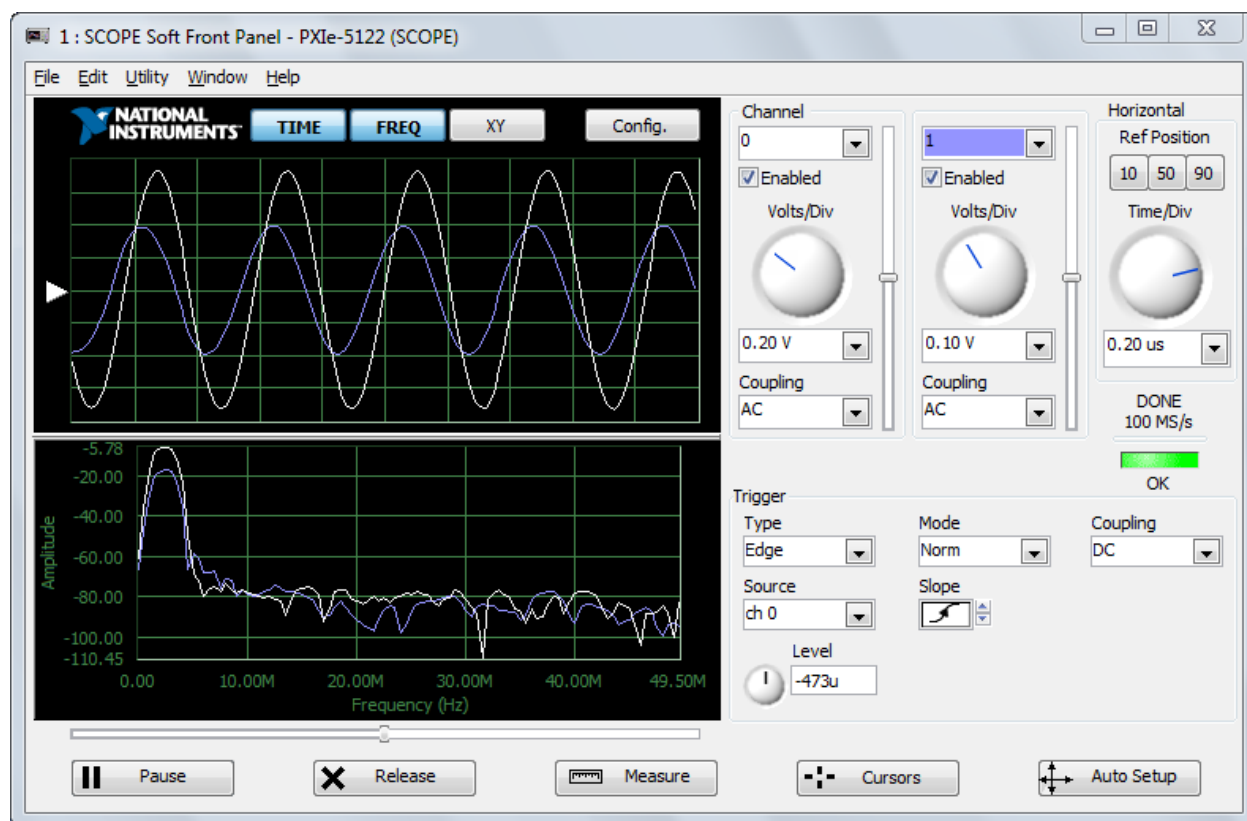 1 : SCOPE Soft Front Panel - PXIe-5122 (SCOPE)
File Edit Utility Window Help
NATIONAL INSTRUMENTS
TIME FREQ XY Config.
Channel
0
Enabled
Volts/Div
0.20 V
Coupling
AC
1
Enabled
Volts/Div
0.10 V
Coupling
AC
Horizontal
Ref Position
10 50 90
Time/Div
0.20 us
DONE
100 MS/s
OK
Amplitude
-5.78
-20.00
-40.00
-60.00
-80.00
-100.00
-110.45
0.00 10.00M 20.00M 30.00M 40.00M 49.50M
Frequency (Hz)
Trigger
Type Mode Coupling
Edge Norm DC
Source Slope
ch 0
Level
-473u
Pause Release Measure Cursors Auto Setup